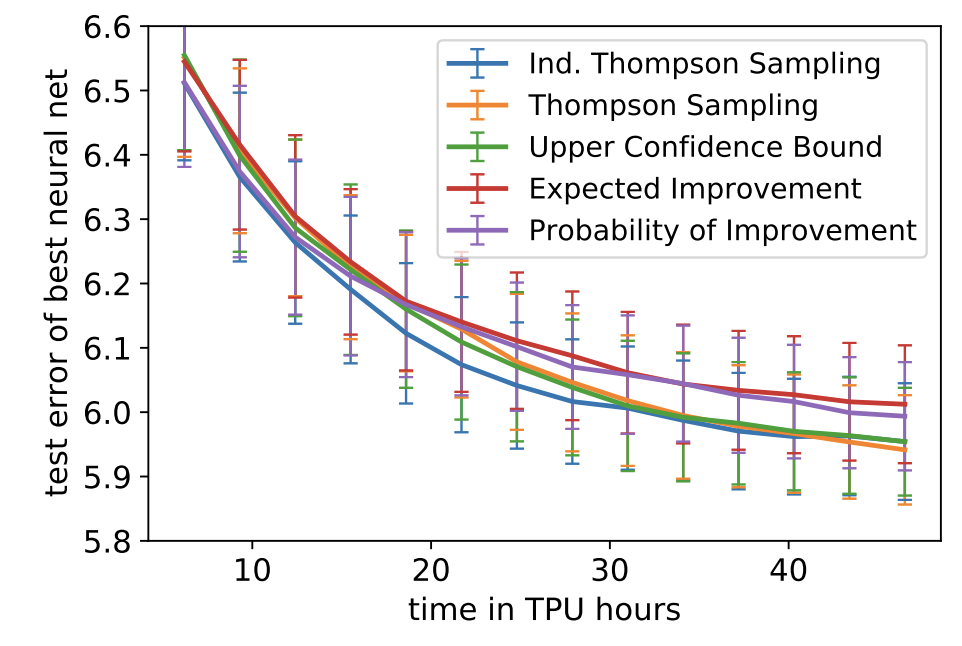 6.6
6.5
6.4
6.3
6.2
6.1
6.0
5.9
5.8
test error of best neural net
Ind. Thompson Sampling
Thompson Sampling
Upper Confidence Bound
Expected Improvement
Probability of Improvement
10 20 30 40
time in TPU hours